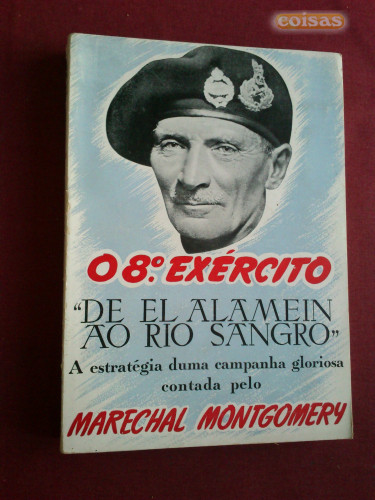 coisas
O 8.º EXÉRCITO
"DE EL ALAMEIN
AO RIO SANGRO"
A estratégia duma campanha gloriosa
contada pelo
MARECHAL MONTGOMERY